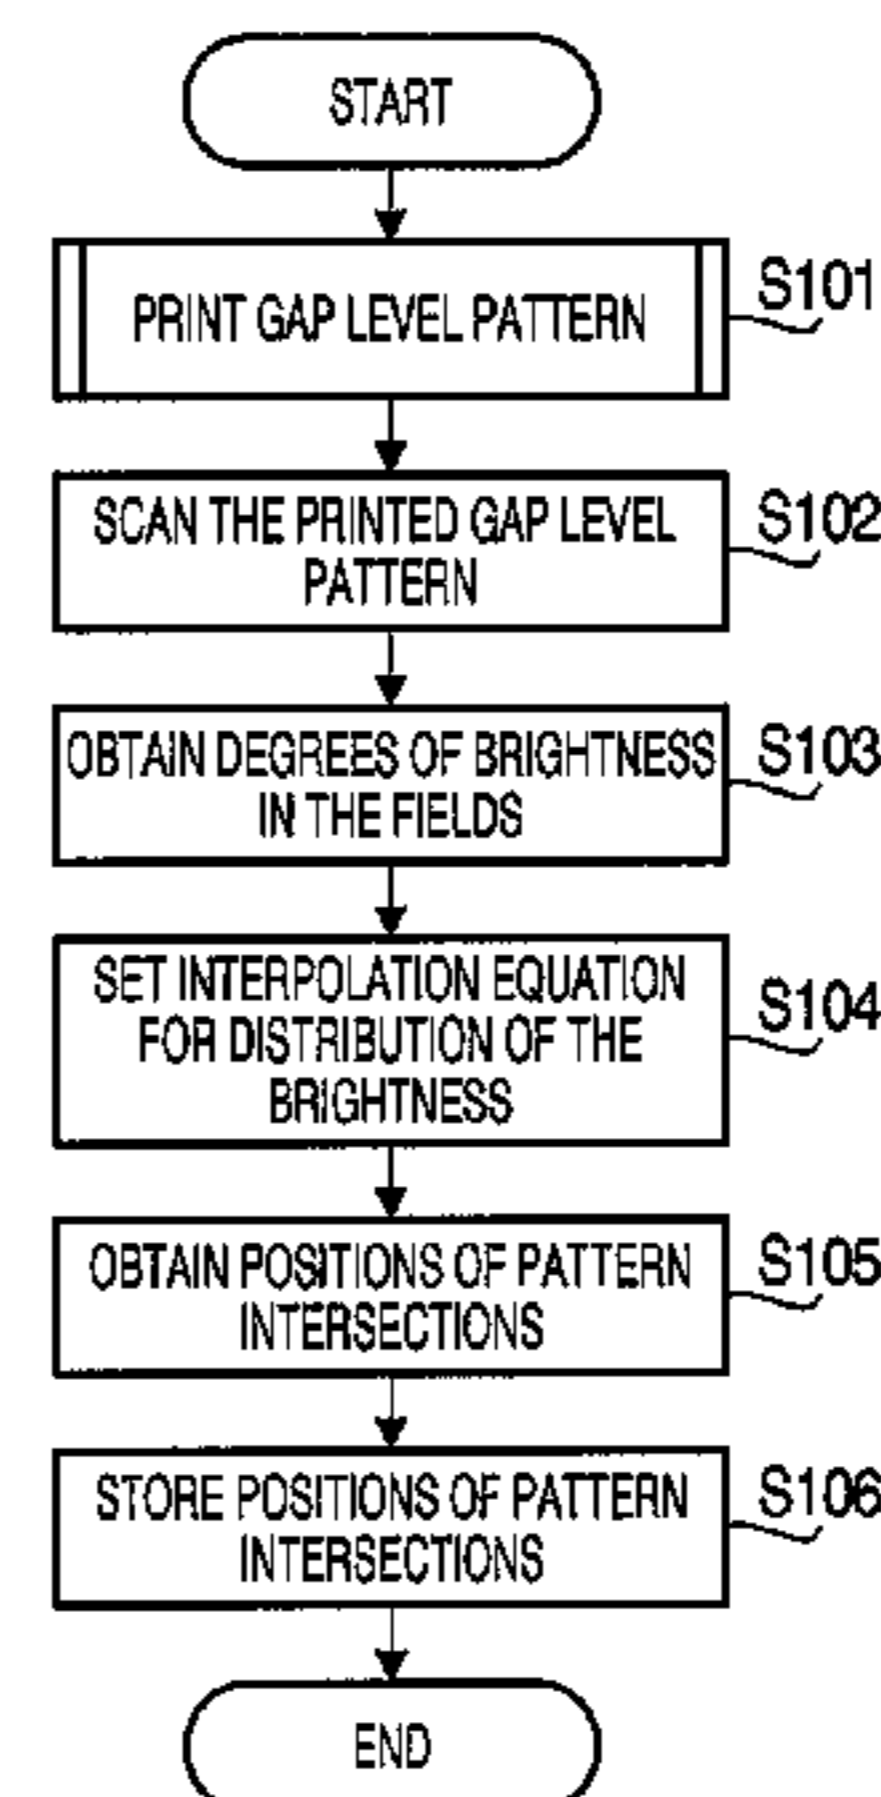 START
PRINT GAP LEVEL PATTERN
S101
SCAN THE PRINTED GAP LEVEL
PATTERN
S102
OBTAIN DEGREES OF BRIGHTNESS
IN THE FIELDS
S103
SET INTERPOLATION EQUATION
FOR DISTRIBUTION OF THE
BRIGHTNESS
S104
OBTAIN POSITIONS OF PATTERN
INTERSECTIONS
S105
STORE POSITIONS OF PATTERN
INTERSECTIONS
S106
END